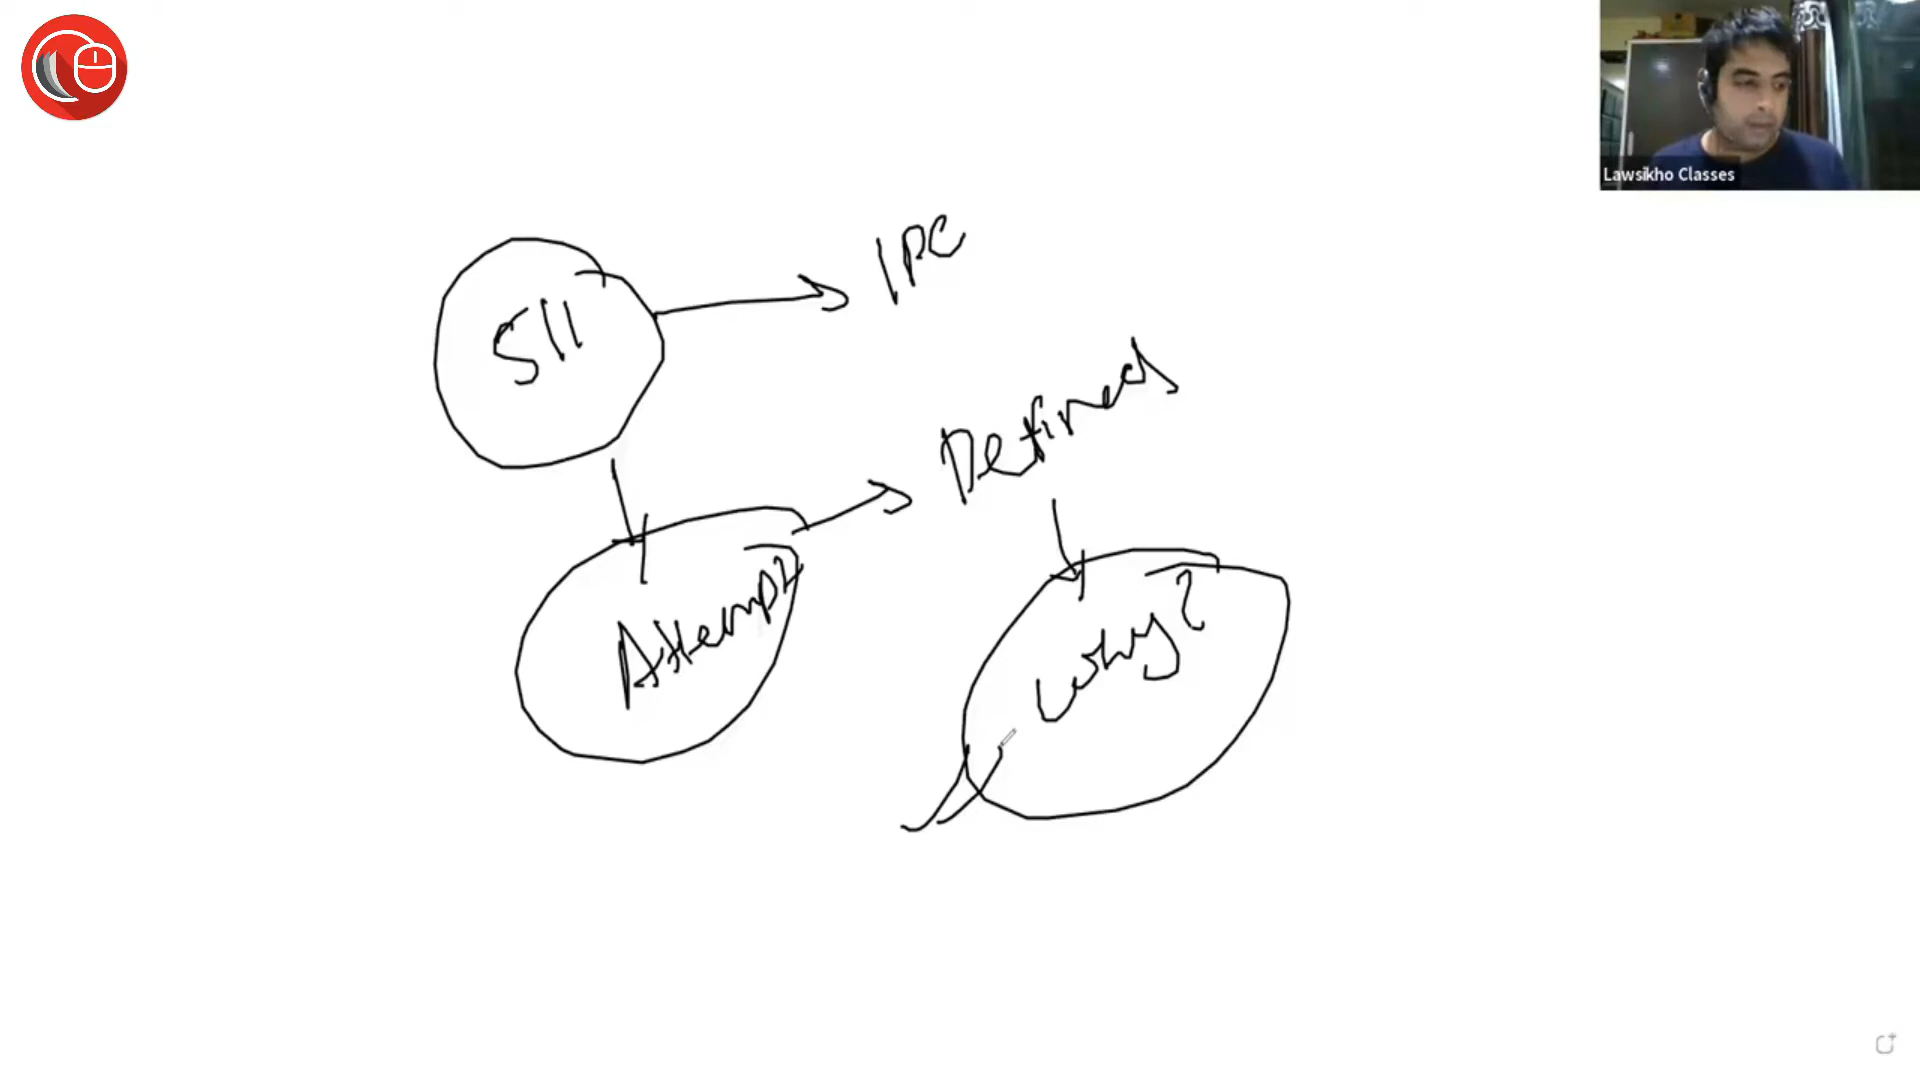 Lawsikho Classes
IPC
511
Defined
Attempt
Why?